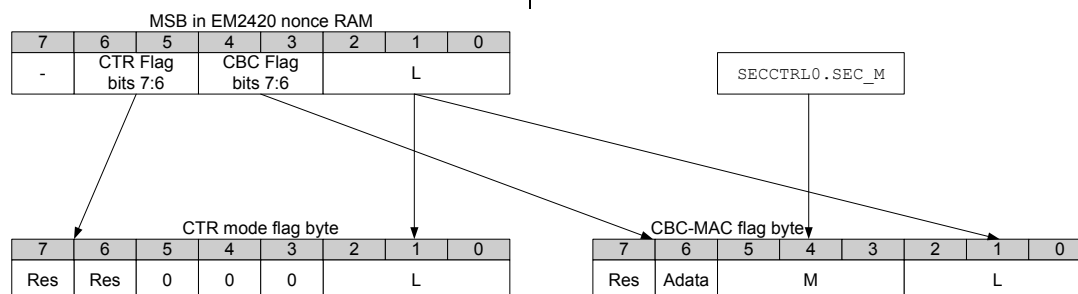 MSB in EM2420 nonce RAM
7 6 5 4 3 2 1 0
- CTR Flag bits 7:6 CBC Flag bits 7:6 L
SECCTRL0.SEC_M
CTR mode flag byte
7 6 5 4 3 2 1 0
Res Res 0 0 0 L
CBC-MAC flag byte
7 6 5 4 3 2 1 0
Res Adata M L